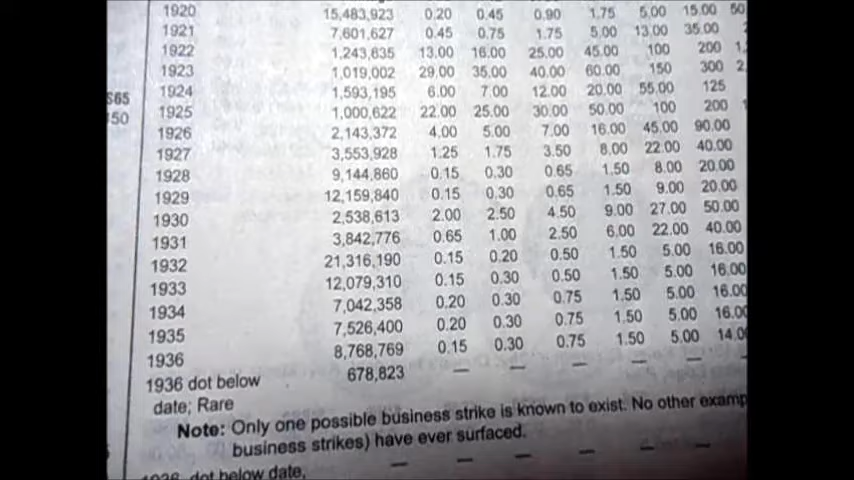 1920 15,483,923 0.20 0.45 0.90 1.75 5.00 15.00 50
1921 7,601,627 0.45 0.75 1.75 5.00 13.00 35.00
1922 1,243,635 13.00 16.00 25.00 45.00 100 200 1,
1923 1,019,002 29.00 35.00 40.00 60.00 150 300 2.
1924 1,593,195 6.00 7.00 12.00 20.00 55.00 125
1925 1,000,622 22.00 25.00 30.00 50.00 100 200
1926 2,143,372 4.00 5.00 7.00 16.00 45.00 90.00
1927 3,553,928 1.25 1.75 3.50 8.00 22.00 40.00
1928 9,144,860 0.15 0.30 0.65 1.50 8.00 20.00
1929 12,159,840 0.15 0.30 0.65 1.50 9.00 20.00
1930 2,538,613 2.00 2.50 4.50 9.00 27.00 50.00
1931 3,842,776 0.65 1.00 2.50 6.00 22.00 40.00
1932 21,316,190 0.15 0.20 0.50 1.50 5.00 16.00
1933 12,079,310 0.15 0.30 0.50 1.50 5.00 16.00
1934 7,042,358 0.20 0.30 0.75 1.50 5.00 16.00
1935 7,526,400 0.20 0.30 0.75 1.50 5.00 16.00
1936 8,768,769 0.15 0.30 0.75 1.50 5.00 14.00
1936 dot below 678,823 — — — — — —
date; Rare
Note: Only one possible business strike is known to exist. No other examp
business strikes) have ever surfaced.
1936 dot below date, — — — — — —
$65
350